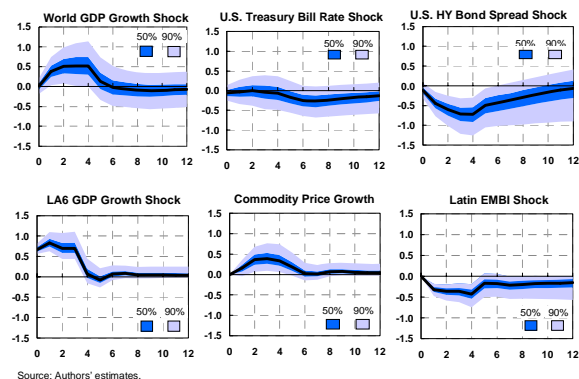 World GDP Growth Shock
U.S. Treasury Bill Rate Shock
U.S. HY Bond Spread Shock
50% 90%
50% 90%
50% 90%
1.5 1.5 1.5
1.0 1.0 1.0
0.5 0.5 0.5
0.0 0.0 0.0
-0.5 -0.5 -0.5
-1.0 -1.0 -1.0
-1.5 -1.5 -1.5
0 2 4 6 8 10 12
0 2 4 6 8 10 12
0 2 4 6 8 10 12
LA6 GDP Growth Shock
Commodity Price Growth
Latin EMBI Shock
1.5 1.5 1.5
1.0 1.0 1.0
0.5 0.5 0.5
0.0 0.0 0.0
-0.5 -0.5 -0.5
-1.0 -1.0 -1.0
-1.5 -1.5 -1.5
50% 90%
50% 90%
50% 90%
0 2 4 6 8 10 12
0 2 4 6 8 10 12
0 2 4 6 8 10 12
Source: Authors' estimates.